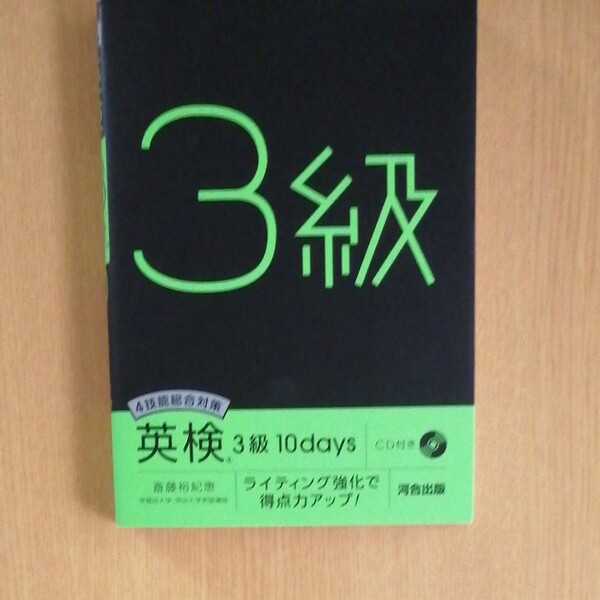 3級
4技能総合対策
英検® 3級 10days
CD付き
斎藤裕紀恵
ライティング強化で
得点力アップ!
河合出版